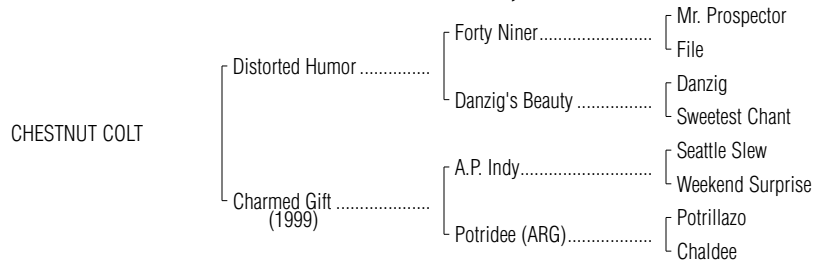 Mr. Prospector
Forty Niner.......................
File
Distorted Humor ...............
Danzig
Danzig's Beauty ................
Sweetest Chant
CHESTNUT COLT
Seattle Slew
A.P. Indy...........................
Weekend Surprise
Charmed Gift ....................
(1999)
Potrillazo
Potridee (ARG)..................
Chaldee